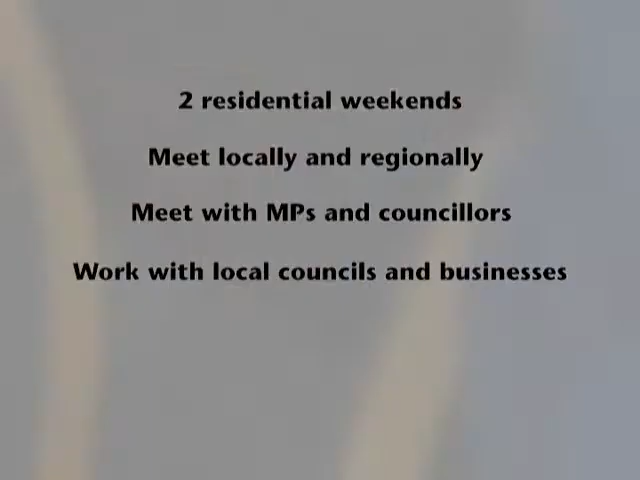 2 residential weekends
Meet locally and regionally
Meet with MPs and councillors
Work with local councils and businesses